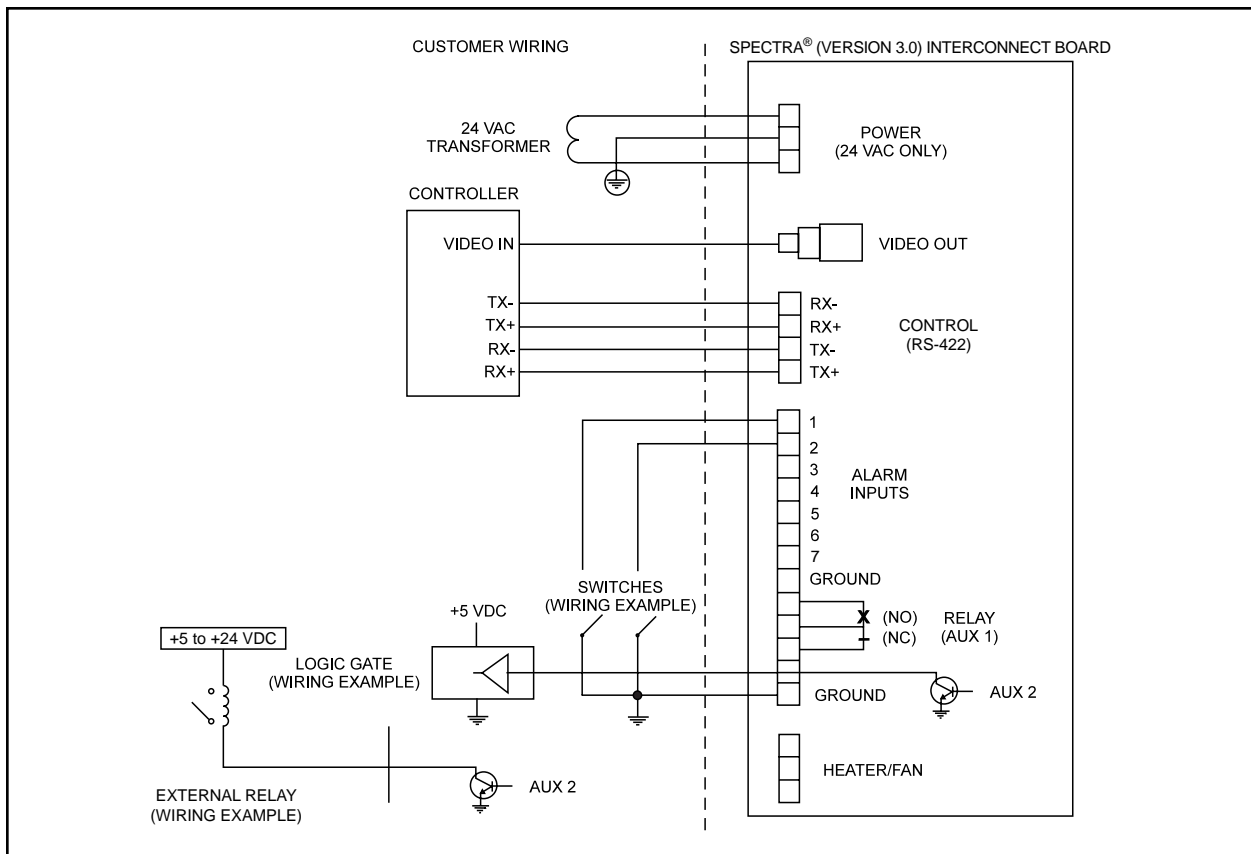 CUSTOMER WIRING
SPECTRA® (VERSION 3.0) INTERCONNECT BOARD
24 VAC
TRANSFORMER
POWER
(24 VAC ONLY)
CONTROLLER
VIDEO IN
VIDEO OUT
TX-
TX+
RX-
RX+
RX-
RX+
TX-
TX+
CONTROL
(RS-422)
1
2
3
4
5
6
7
ALARM
INPUTS
GROUND
SWITCHES
(WIRING EXAMPLE)
(NO)
(NC)
RELAY
(AUX 1)
+5 VDC
+5 to +24 VDC
LOGIC GATE
(WIRING EXAMPLE)
GROUND
AUX 2
HEATER/FAN
AUX 2
EXTERNAL RELAY
(WIRING EXAMPLE)